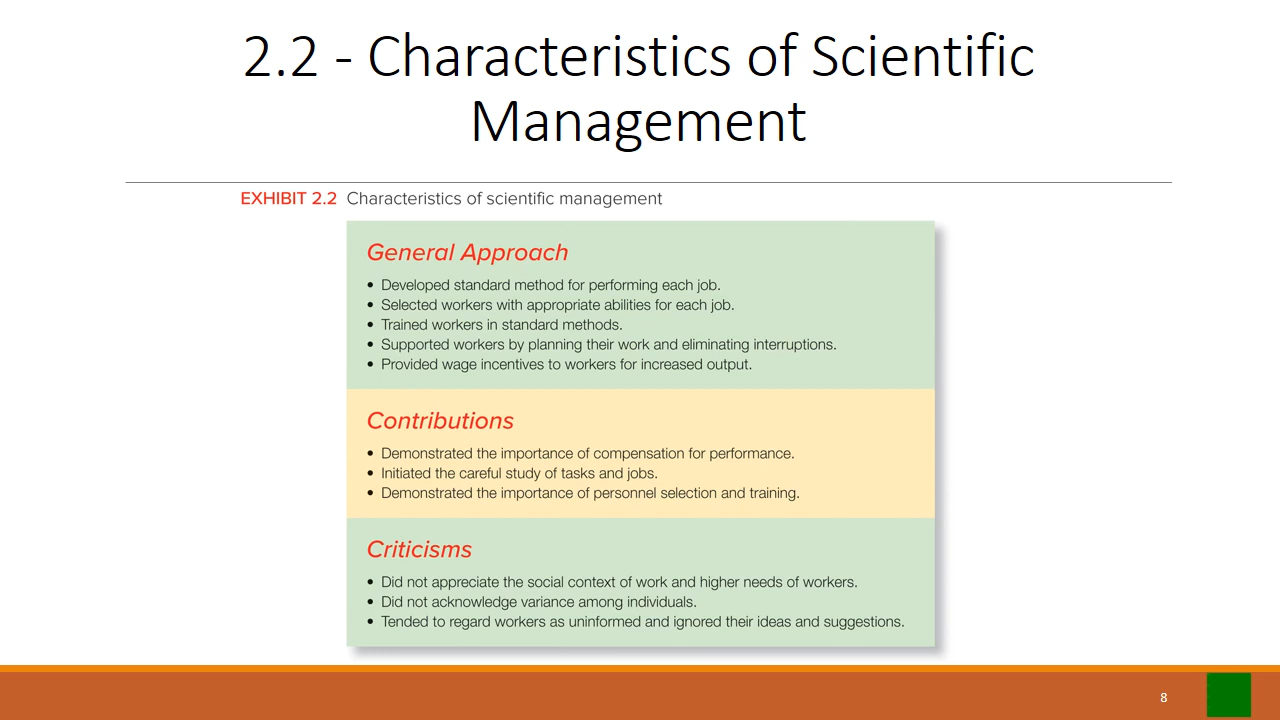 2.2 - Characteristics of Scientific
Management
EXHIBIT 2.2 Characteristics of scientific management
General Approach
• Developed standard method for performing each job.
• Selected workers with appropriate abilities for each job.
• Trained workers in standard methods.
• Supported workers by planning their work and eliminating interruptions.
• Provided wage incentives to workers for increased output.
Contributions
• Demonstrated the importance of compensation for performance.
• Initiated the careful study of tasks and jobs.
• Demonstrated the importance of personnel selection and training.
Criticisms
• Did not appreciate the social context of work and higher needs of workers.
• Did not acknowledge variance among individuals.
• Tended to regard workers as uninformed and ignored their ideas and suggestions.
8